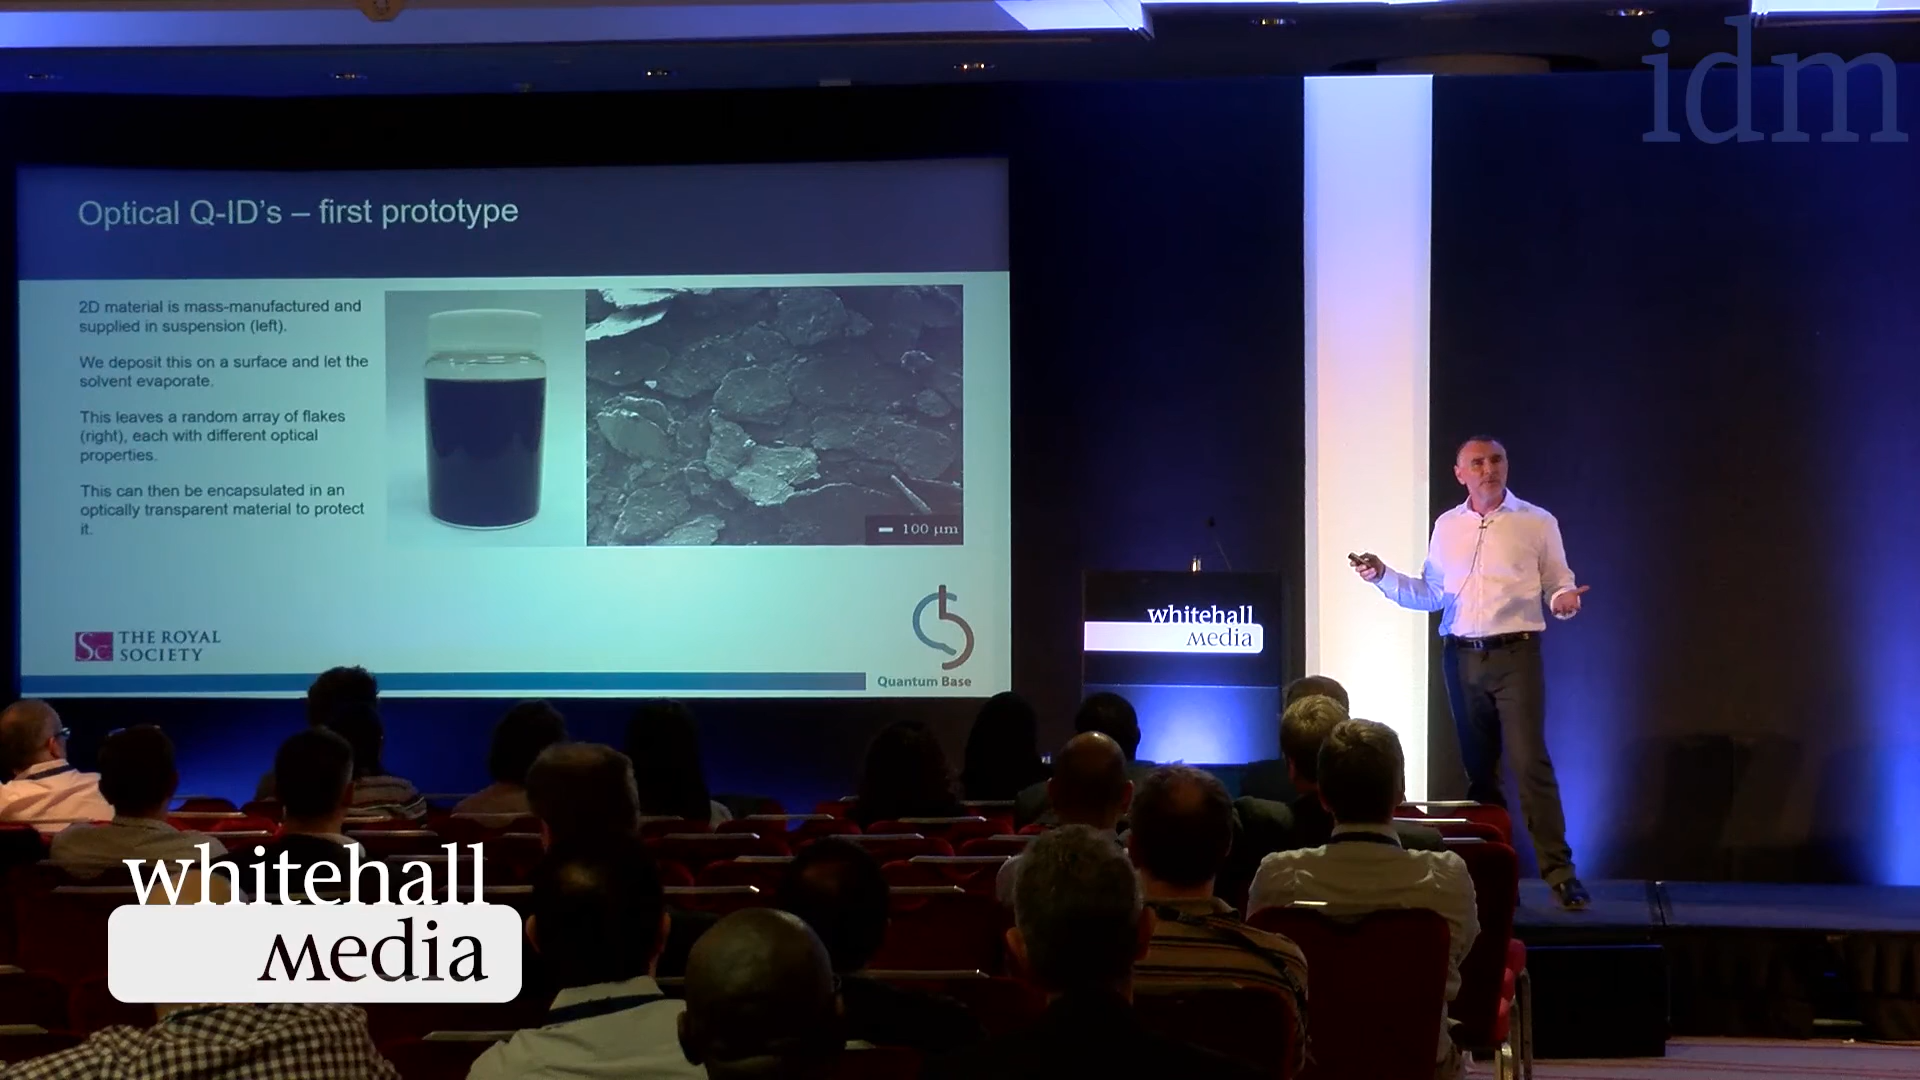 idm
Optical Q-ID's – first prototype
2D material is mass-manufactured and
supplied in suspension (left).
We deposit this on a surface and let the
solvent evaporate.
This leaves a random array of flakes
(right), each with different optical
properties.
This can then be encapsulated in an
optically transparent material to protect
it.
100 µm
Sc
THE ROYAL
SOCIETY
Quantum Base
whitehall
media
whitehall
media